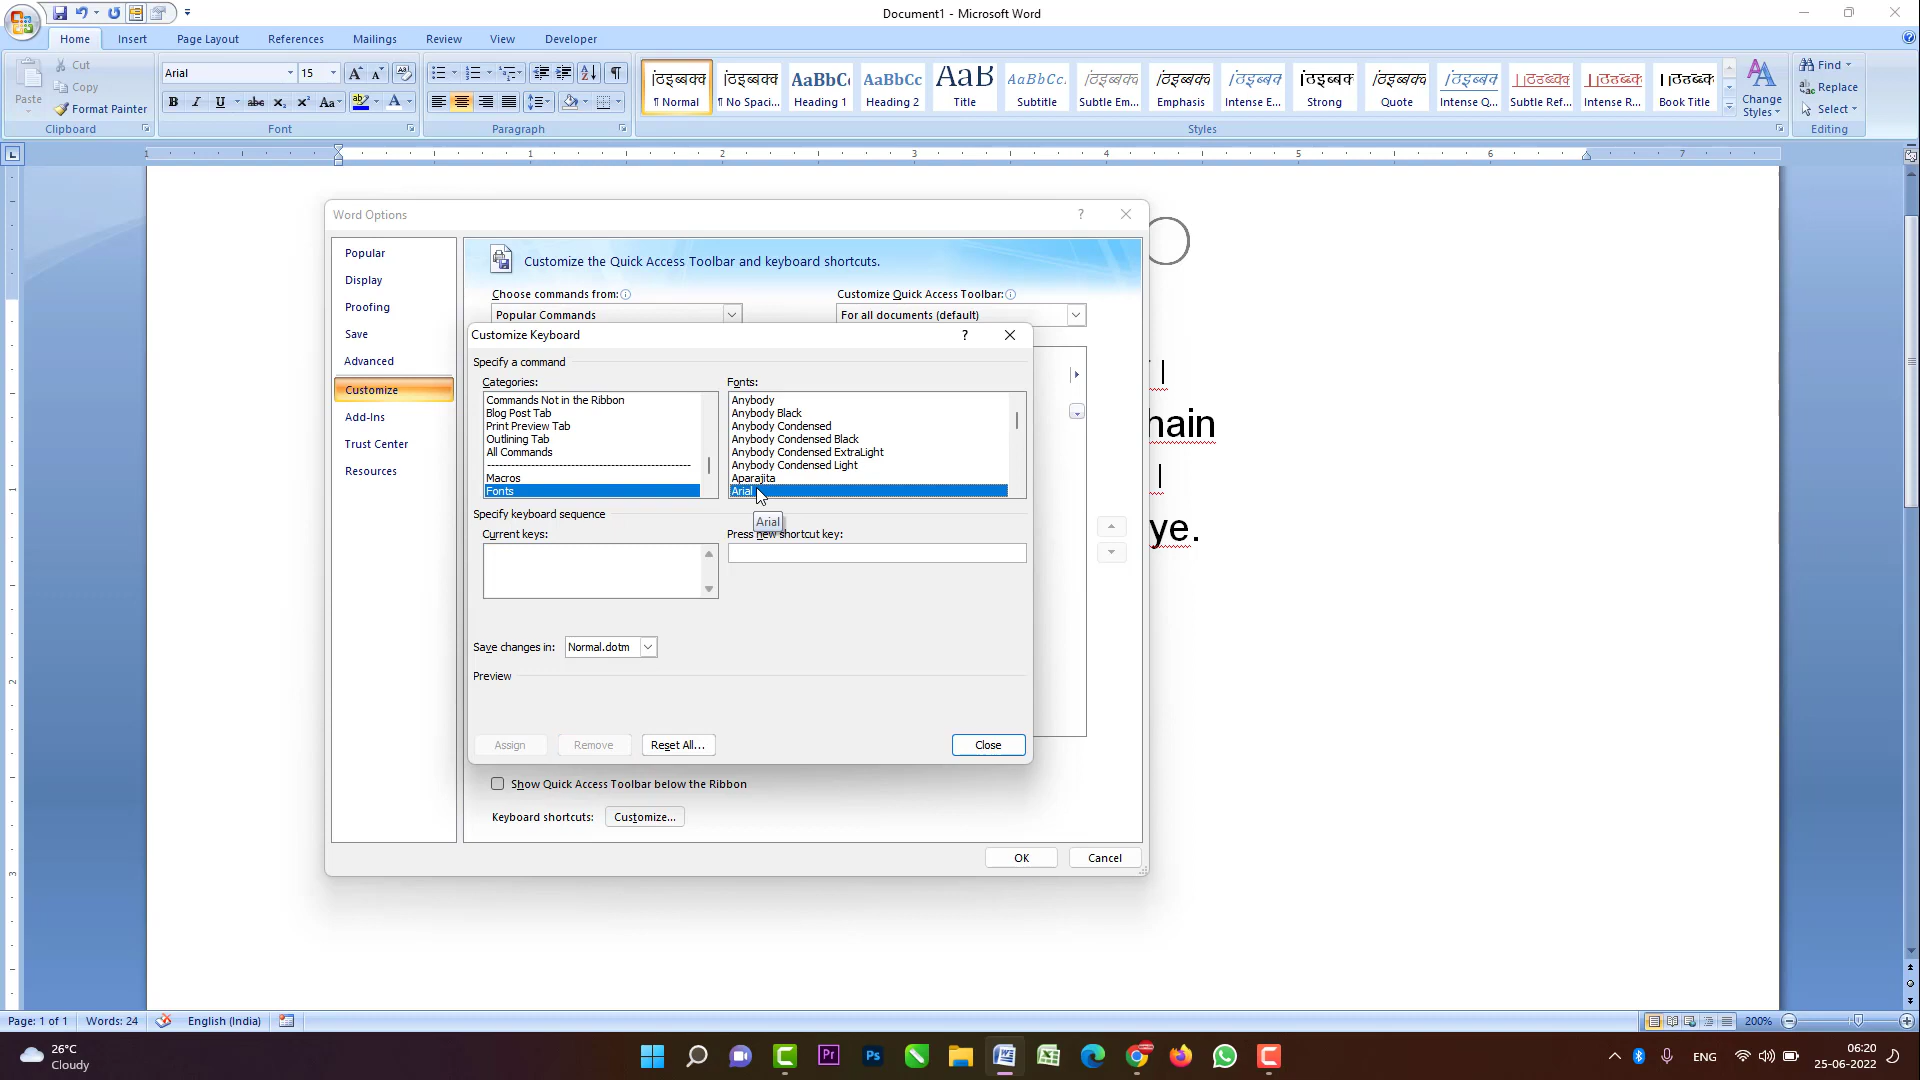 Document1 - Microsoft Word
Home Insert Page Layout References Mailings Review View Developer
Paste
Cut
Copy
Format Painter
Clipboard
Arial 15
Font
Paragraph
¶ Normal ¶ No Spaci... Heading 1 Heading 2 Title Subtitle Subtle Em... Emphasis Intense E... Strong Quote Intense Q... Subtle Ref... Intense R... Book Title
Change
Styles
Styles
Find
Replace
Select
Editing
1 1 2 3 4 5 6 7
Word Options
Popular
Display
Proofing
Save
Advanced
Customize
Add-Ins
Trust Center
Resources
Customize the Quick Access Toolbar and keyboard shortcuts.
Choose commands from:
Popular Commands
Customize Quick Access Toolbar:
For all documents (default)
Customize Keyboard
Specify a command
Categories:
Commands Not in the Ribbon
Blog Post Tab
Print Preview Tab
Outlining Tab
All Commands
Macros
Fonts
Fonts:
Anybody
Anybody Black
Anybody Condensed
Anybody Condensed Black
Anybody Condensed ExtraLight
Anybody Condensed Light
Aparajita
Arial
Arial
Specify keyboard sequence
Current keys:
Press new shortcut key:
Save changes in: Normal.dotm
Preview
Assign Remove Reset All... Close
Show Quick Access Toolbar below the Ribbon
Keyboard shortcuts: Customize...
OK Cancel
hain
ye.
Page: 1 of 1 Words: 24 English (India) 200%
26°C
Cloudy
ENG
06:20
25-06-2022